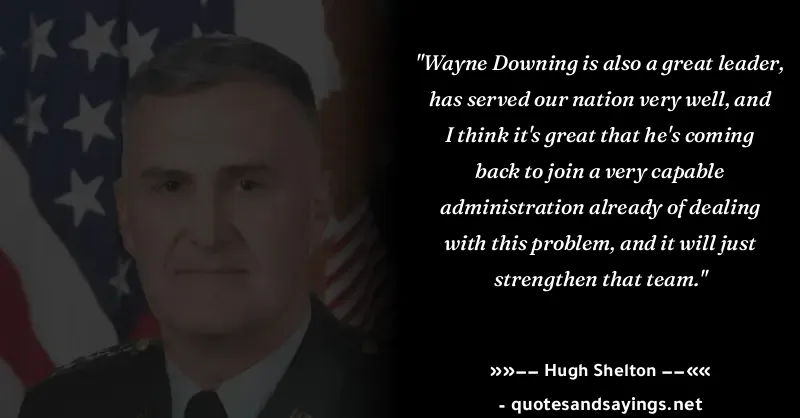 "Wayne Downing is also a great leader,
has served our nation very well, and
I think it's great that he's coming
back to join a very capable
administration already of dealing
with this problem, and it will just
strengthen that team."
»»–– Hugh Shelton ––««
- quotesandsayings.net